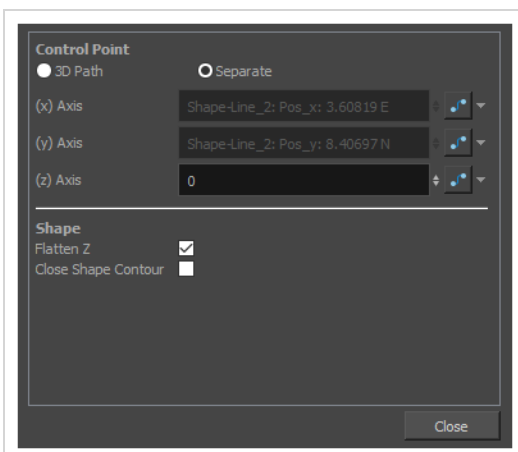 Control Point
3D Path Separate
(x) Axis Shape-Line_2: Pos_x: 3.60819 E
(y) Axis Shape-Line_2: Pos_y: 8.40697 N
(z) Axis 0
Shape
Flatten Z
Close Shape Contour
Close